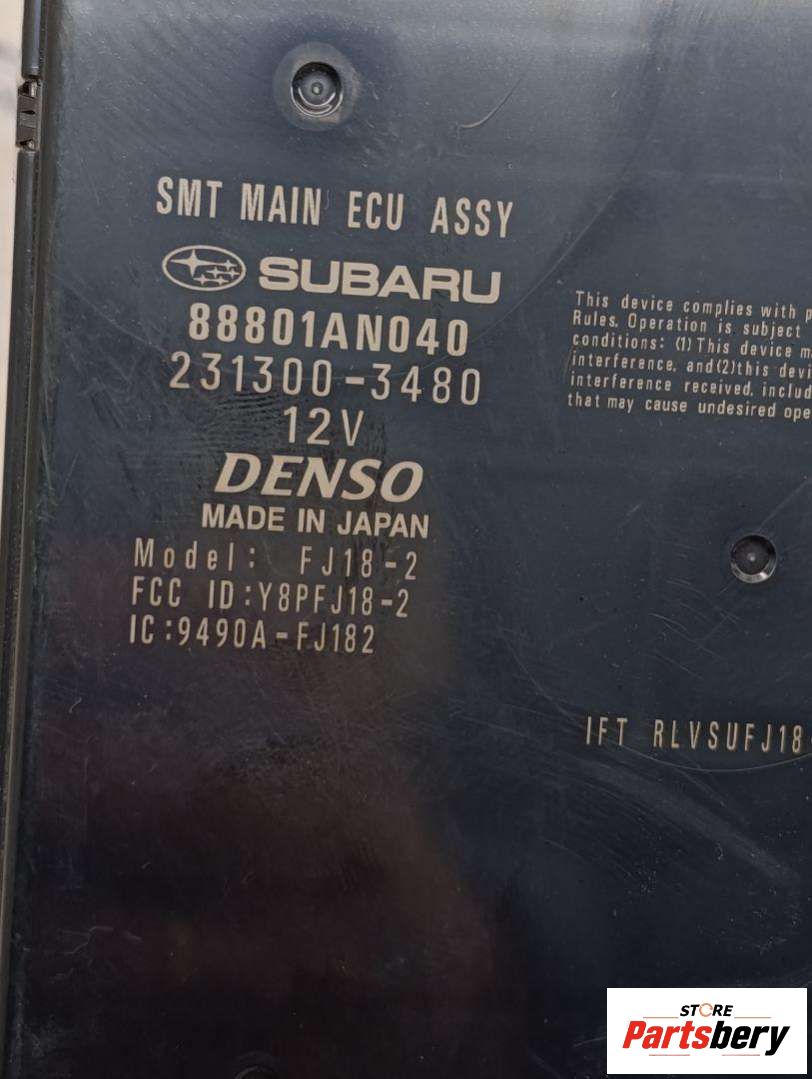 SMT MAIN ECU ASSY
SUBARU
88801AN040
231300-3480
12V
DENSO
MADE IN JAPAN
Model: FJ18-2
FCC ID:Y8PFJ18-2
IC:9490A-FJ182
This device complies with
Rules. Operation is subject
conditions: (1) This device
interference, and(2)this
interference received,
that may cause undesired
IFT RLVSUFJ18
STORE
Partsbery